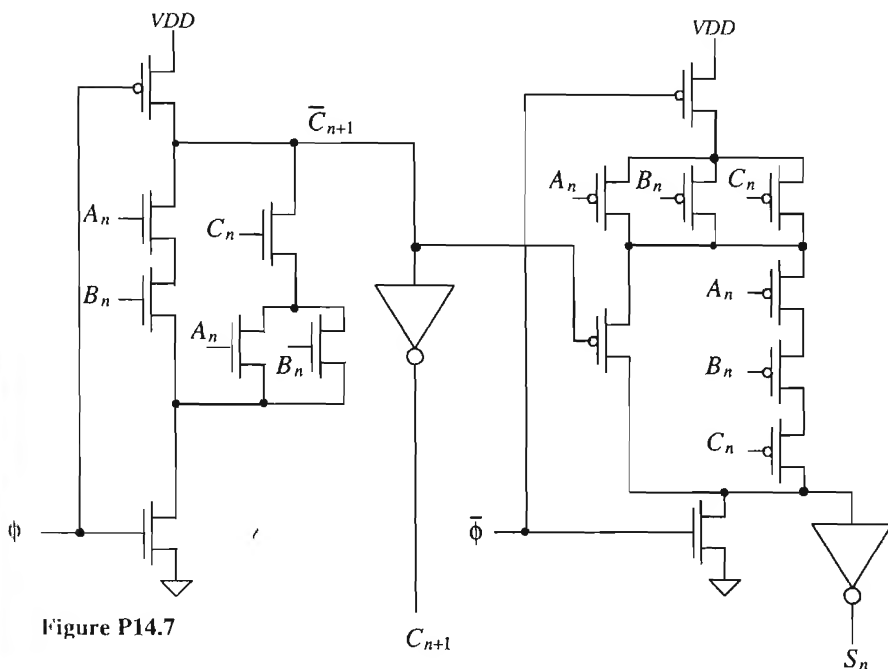 VDD
VDD
C̅ₙ₊₁
Aₙ
Bₙ
Cₙ
Aₙ
Cₙ
Aₙ
Bₙ
Bₙ
Aₙ
Bₙ
Cₙ
ϕ
ϕ̅
Figure P14.7
Cₙ₊₁
Sₙ